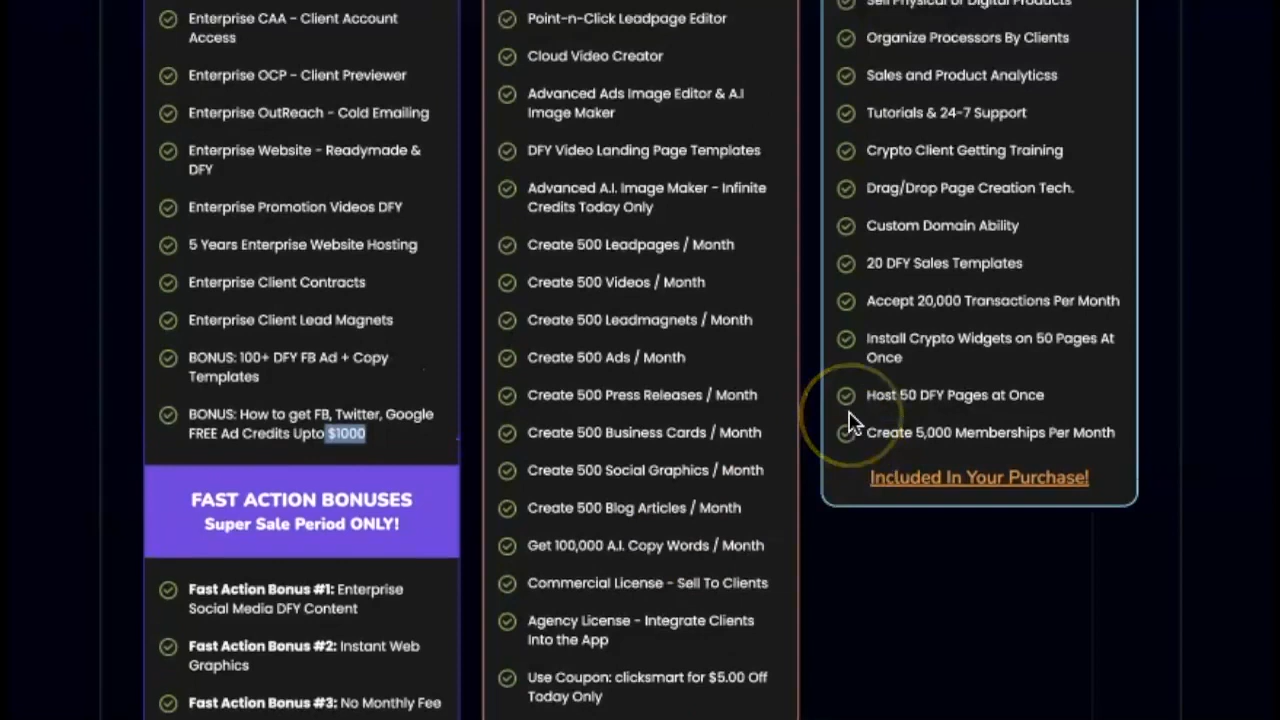 Enterprise CAA - Client Account
Access
Enterprise OCP - Client Previewer
Enterprise OutReach - Cold Emailing
Enterprise Website - Readymade &
DFY
Enterprise Promotion Videos DFY
5 Years Enterprise Website Hosting
Enterprise Client Contracts
Enterprise Client Lead Magnets
BONUS: 100+ DFY FB Ad + Copy
Templates
BONUS: How to get FB, Twitter, Google
FREE Ad Credits Upto $1000
FAST ACTION BONUSES
Super Sale Period ONLY!
Fast Action Bonus #1: Enterprise
Social Media DFY Content
Fast Action Bonus #2: Instant Web
Graphics
Fast Action Bonus #3: No Monthly Fee
Point-n-Click Leadpage Editor
Cloud Video Creator
Advanced Ads Image Editor & A.I
Image Maker
DFY Video Landing Page Templates
Advanced A.I. Image Maker - Infinite
Credits Today Only
Create 500 Leadpages / Month
Create 500 Videos / Month
Create 500 Leadmagnets / Month
Create 500 Ads / Month
Create 500 Press Releases / Month
Create 500 Business Cards / Month
Create 500 Social Graphics / Month
Create 500 Blog Articles / Month
Get 100,000 A.I. Copy Words / Month
Commercial License - Sell To Clients
Agency License - Integrate Clients
Into the App
Use Coupon: clicksmart for $5.00 Off
Today Only
Sell Physical or Digital Products
Organize Processors By Clients
Sales and Product Analyticss
Tutorials & 24-7 Support
Crypto Client Getting Training
Drag/Drop Page Creation Tech.
Custom Domain Ability
20 DFY Sales Templates
Accept 20,000 Transactions Per Month
Install Crypto Widgets on 50 Pages At
Once
Host 50 DFY Pages at Once
Create 5,000 Memberships Per Month
Included In Your Purchase!